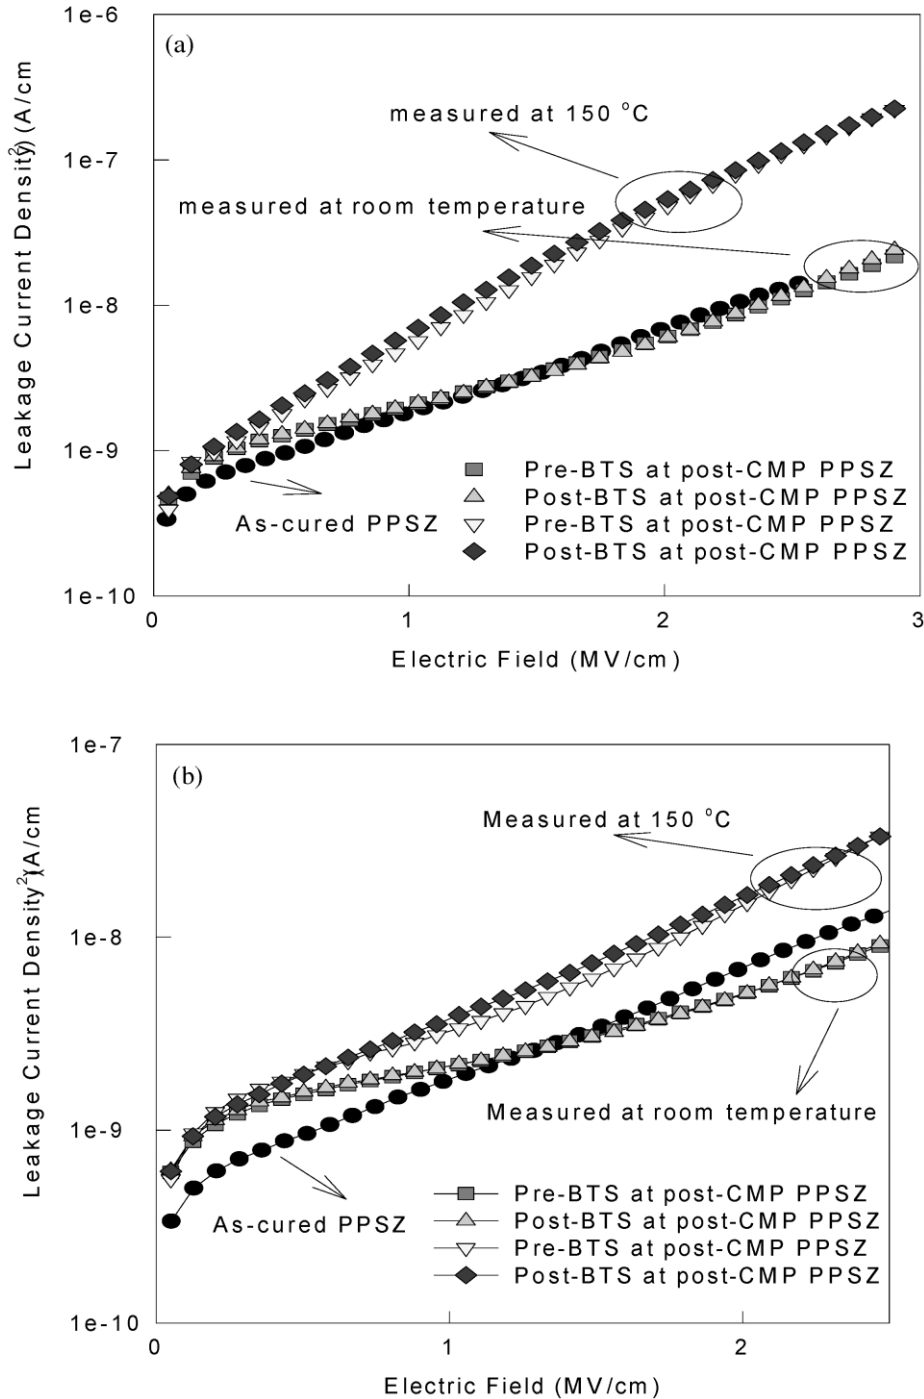 1e-6
(a)
measured at 150 °C
1e-7
measured at room temperature
1e-8
Leakage Current Density (A/cm²)
1e-9
Pre-BTS at post-CMP PPSZ
Post-BTS at post-CMP PPSZ
As-cured PPSZ
Pre-BTS at post-CMP PPSZ
Post-BTS at post-CMP PPSZ
1e-10
0 1 2 3
Electric Field (MV/cm)
1e-7
(b)
Measured at 150 °C
1e-8
Leakage Current Density (A/cm²)
1e-9
Measured at room temperature
As-cured PPSZ
Pre-BTS at post-CMP PPSZ
Post-BTS at post-CMP PPSZ
Pre-BTS at post-CMP PPSZ
Post-BTS at post-CMP PPSZ
1e-10
0 1 2
Electric Field (MV/cm)